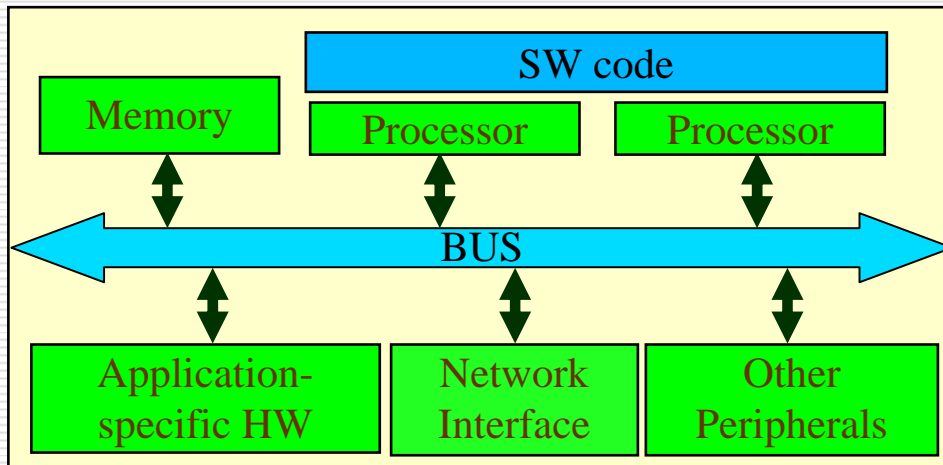 SW code
Memory
Processor
Processor
BUS
Application-
specific HW
Network
Interface
Other
Peripherals